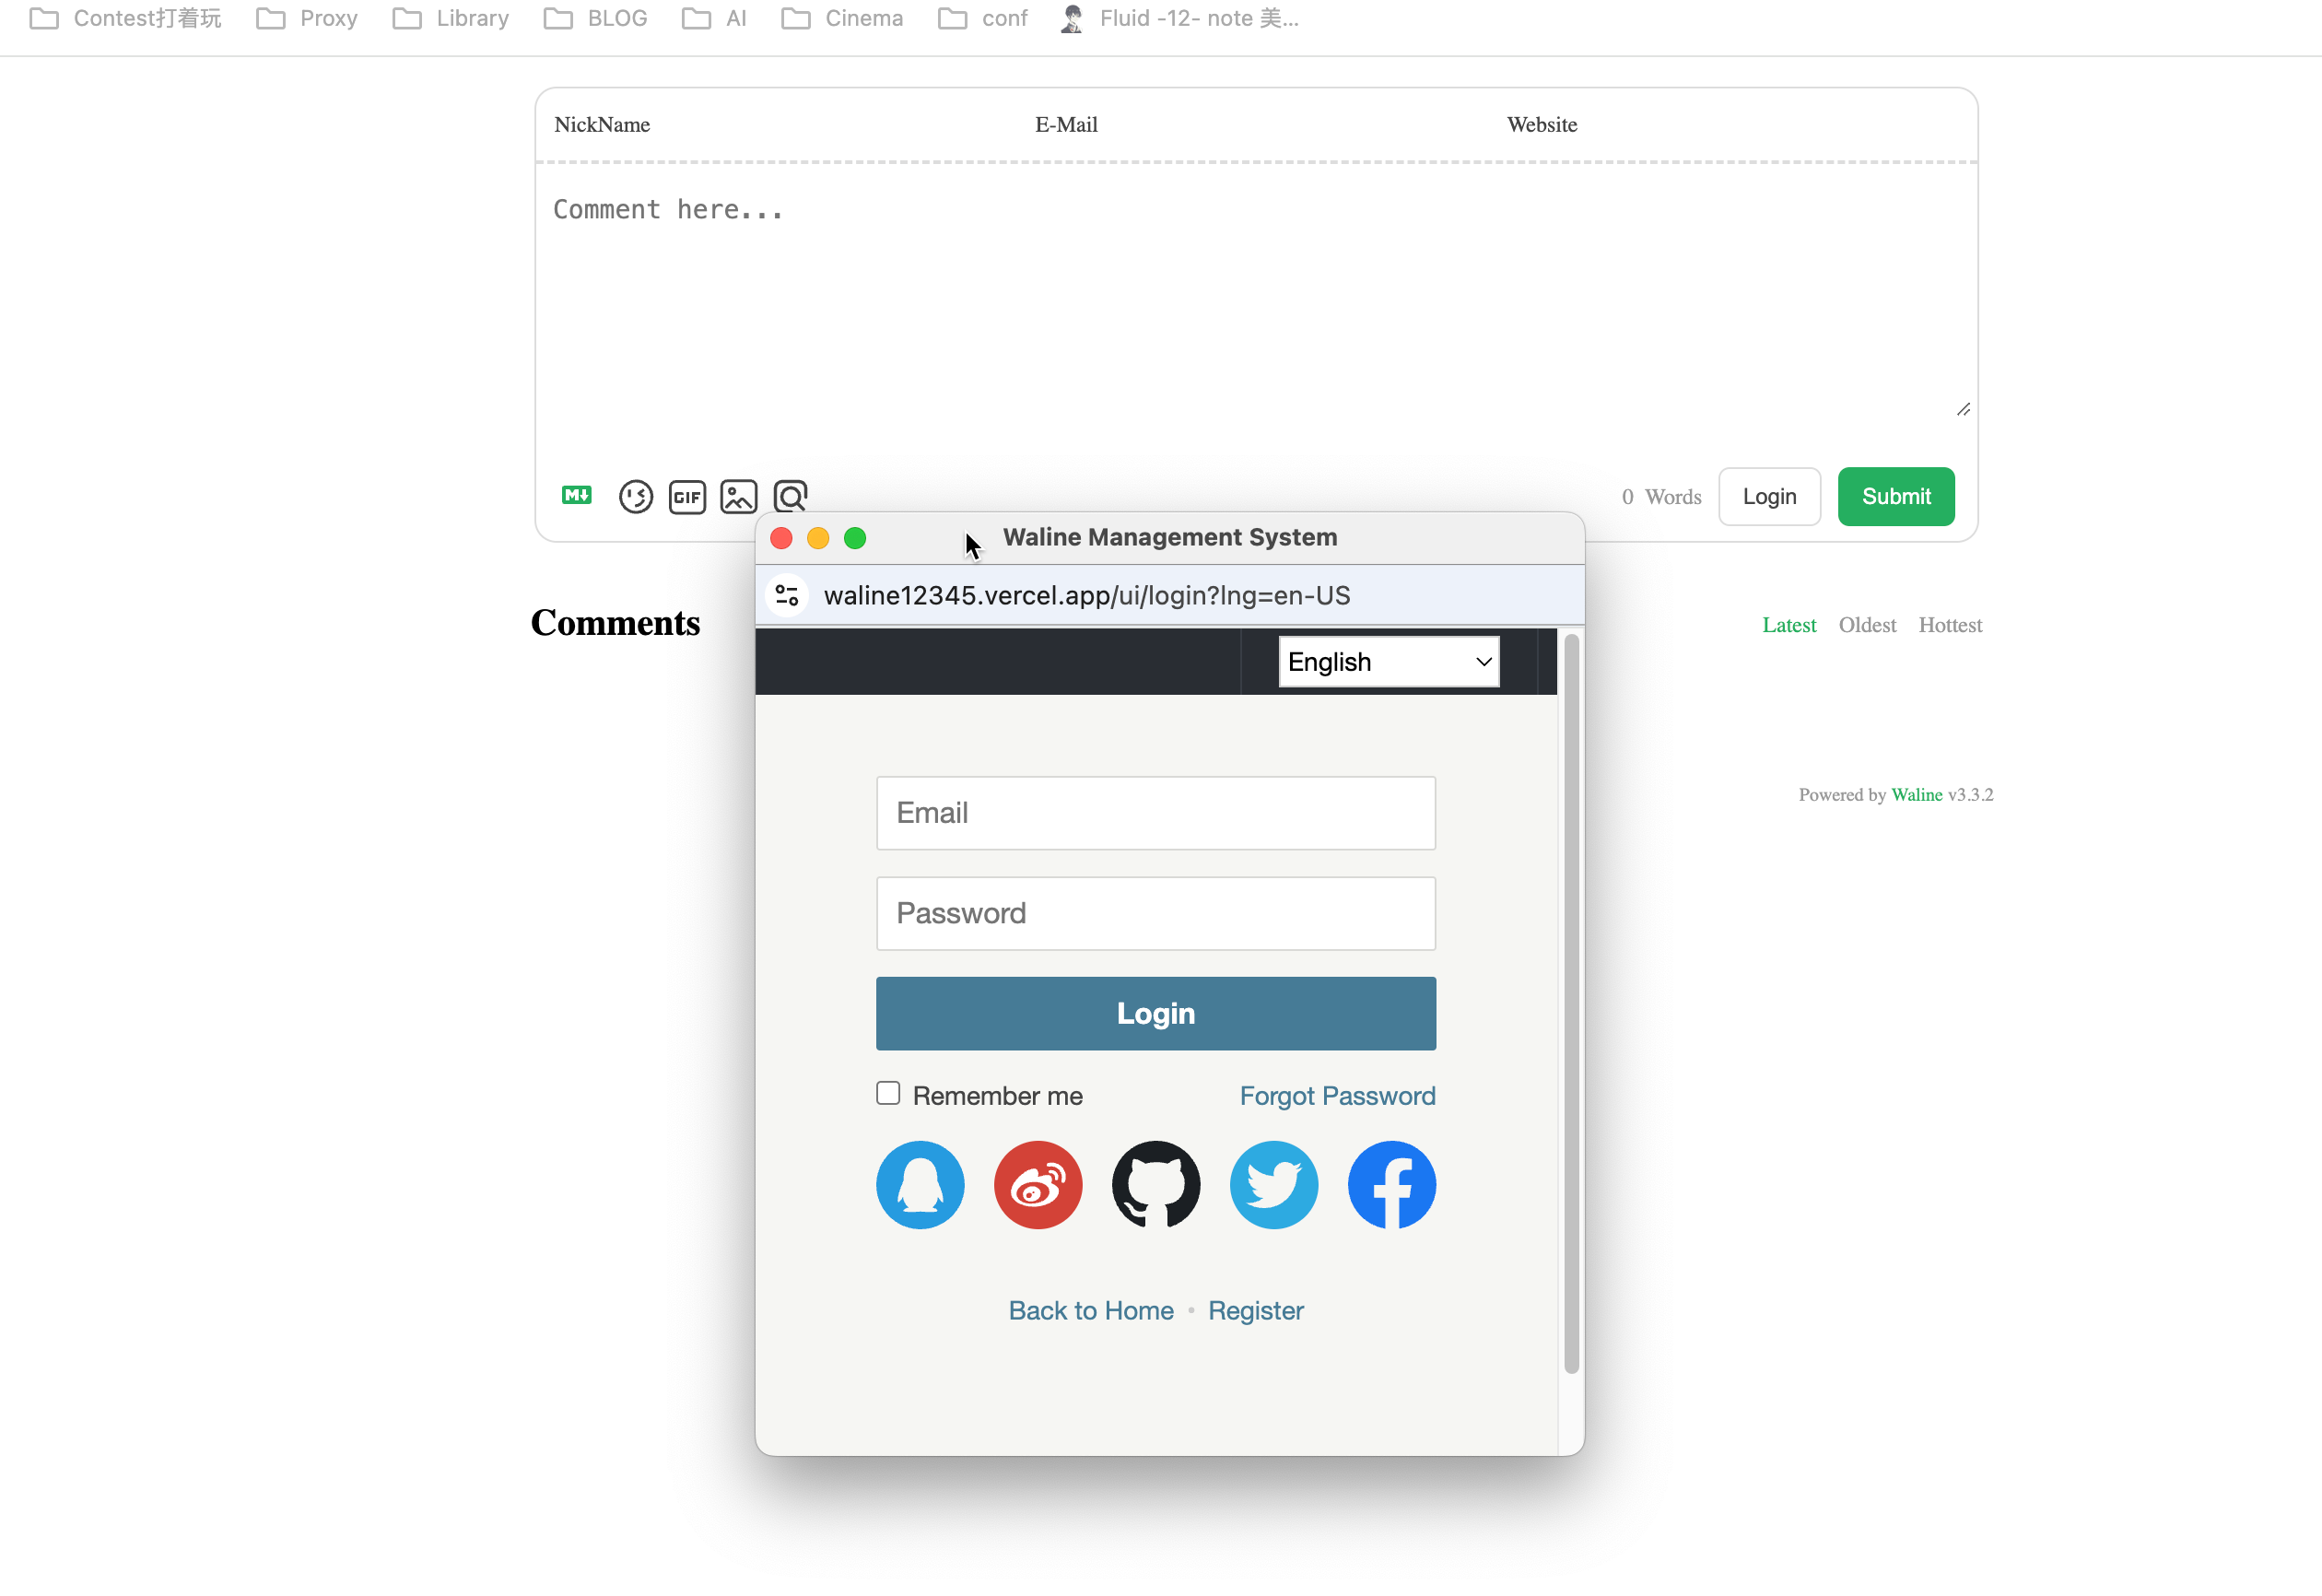 Contest打着玩 Proxy Library BLOG AI Cinema conf Fluid -12- note 美...
NickName E-Mail Website
Comment here...
M GIF 0 Words Login Submit
Waline Management System
waline12345.vercel.app/ui/login?lng=en-US
Comments Latest Oldest Hottest
English
Email
Powered by Waline v3.3.2
Password
Login
Remember me Forgot Password
Back to Home • Register